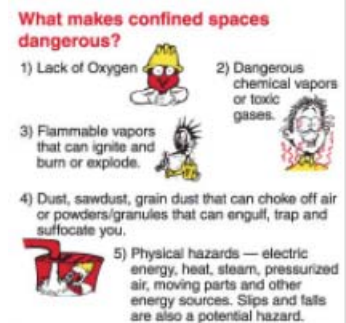 What makes confined spaces
dangerous?
1) Lack of Oxygen
2) Dangerous
chemical vapors
or toxic
gases.
3) Flammable vapors
that can ignite and
burn or explode.
4) Dust, sawdust, grain dust that can choke off air
or powders/granules that can engulf, trap and
suffocate you.
5) Physical hazards — electric
energy, heat, steam, pressurized
air, moving parts and other
energy sources. Slips and falls
are also a potential hazard.